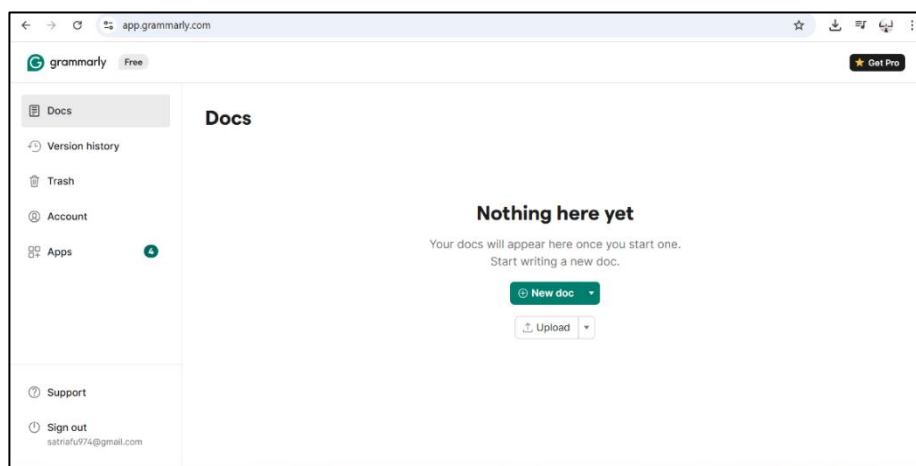 app.grammarly.com
grammarly Free
Get Pro
Docs
Version history
Trash
Account
Apps 4
Support
Sign out
satriafu974@gmail.com
Docs
Nothing here yet
Your docs will appear here once you start one.
Start writing a new doc.
New doc
Upload